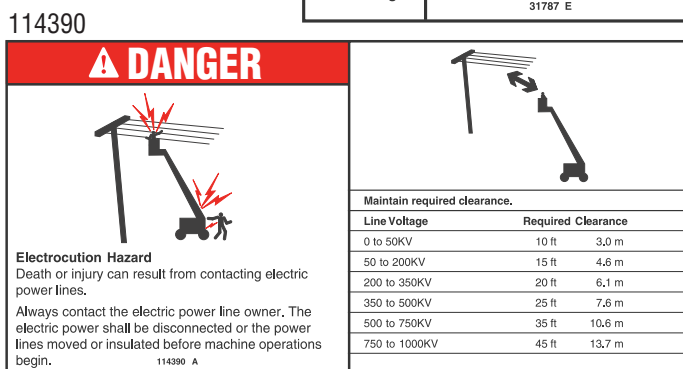 31787 E
114390
DANGER
Electrocution Hazard
Death or injury can result from contacting electric
power lines.
Always contact the electric power line owner. The
electric power shall be disconnected or the power
lines moved or insulated before machine operations
begin.
114390 A
Maintain required clearance.
Line Voltage Required Clearance
0 to 50KV 10 ft 3.0 m
50 to 200KV 15 ft 4.6 m
200 to 350KV 20 ft 6.1 m
350 to 500KV 25 ft 7.6 m
500 to 750KV 35 ft 10.6 m
750 to 1000KV 45 ft 13.7 m